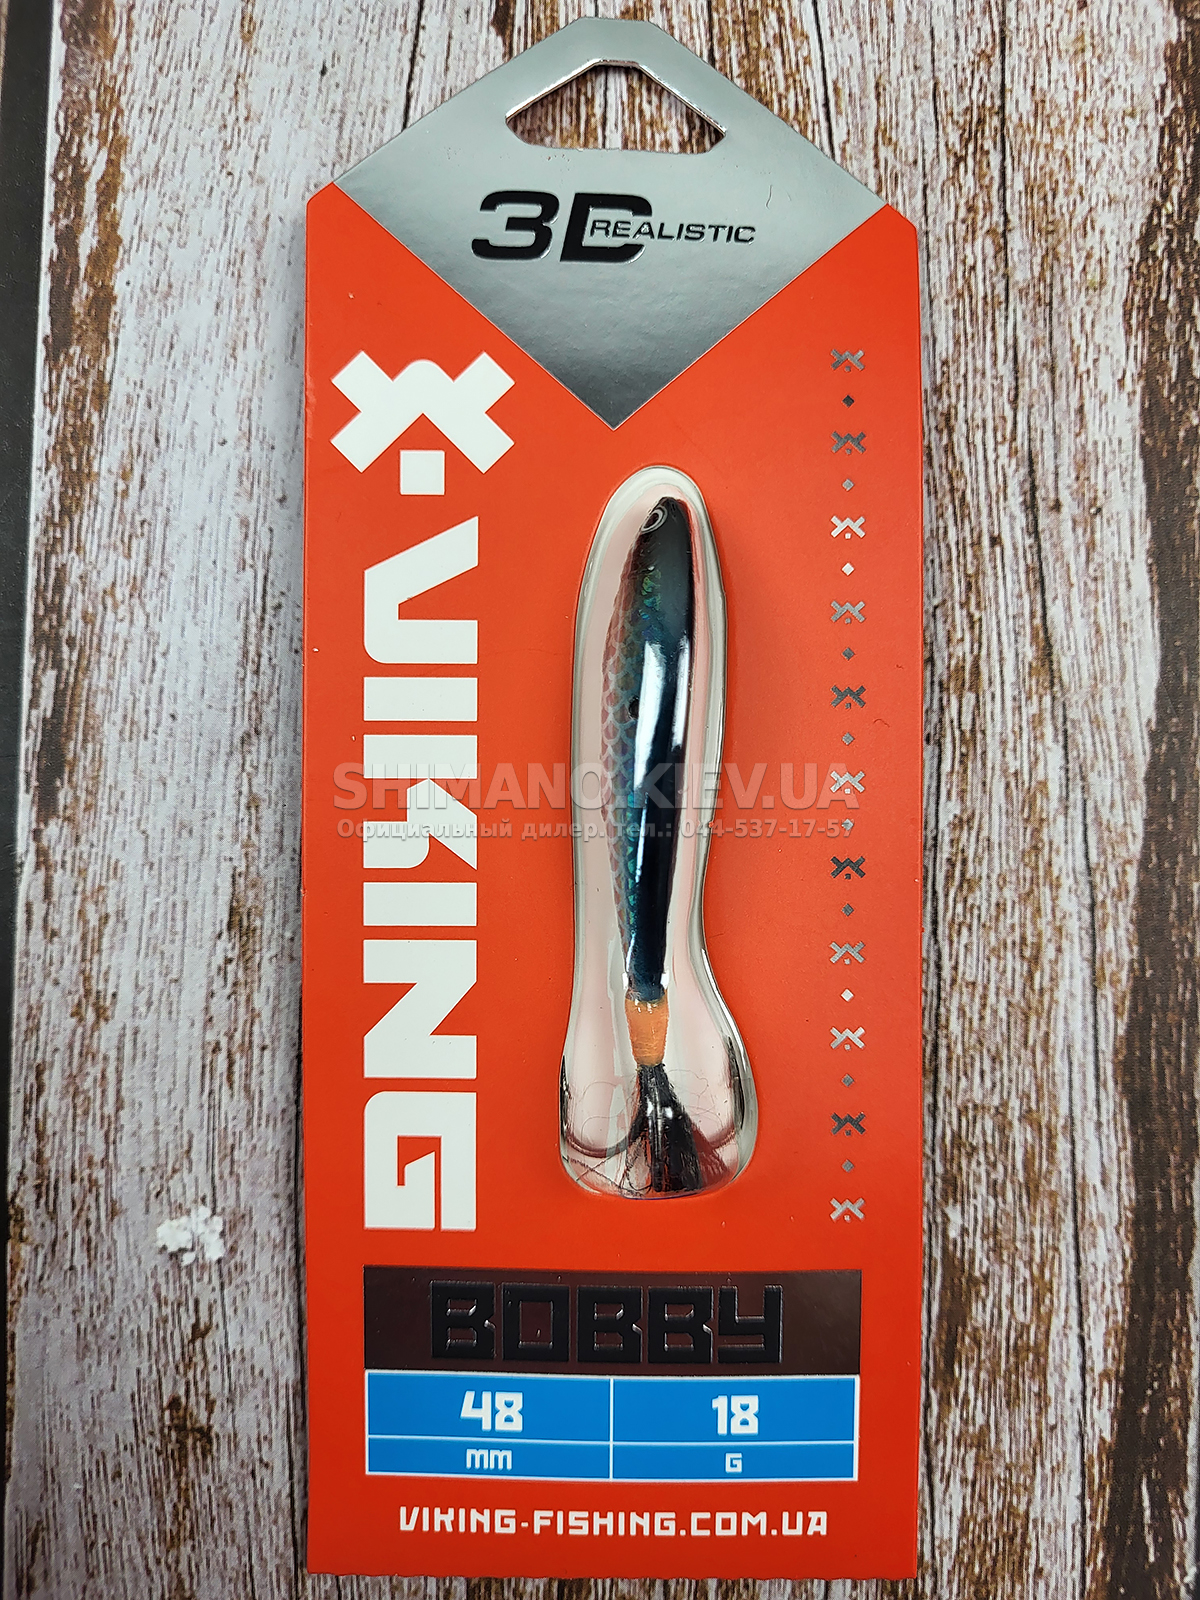 3D REALISTIC
X·VIKING
SHIMANO.KIEV.UA
Официальный дилер. тел.: 044-537-17-57
BOBBY
48 18
mm G
VIKING-FISHING.COM.UA